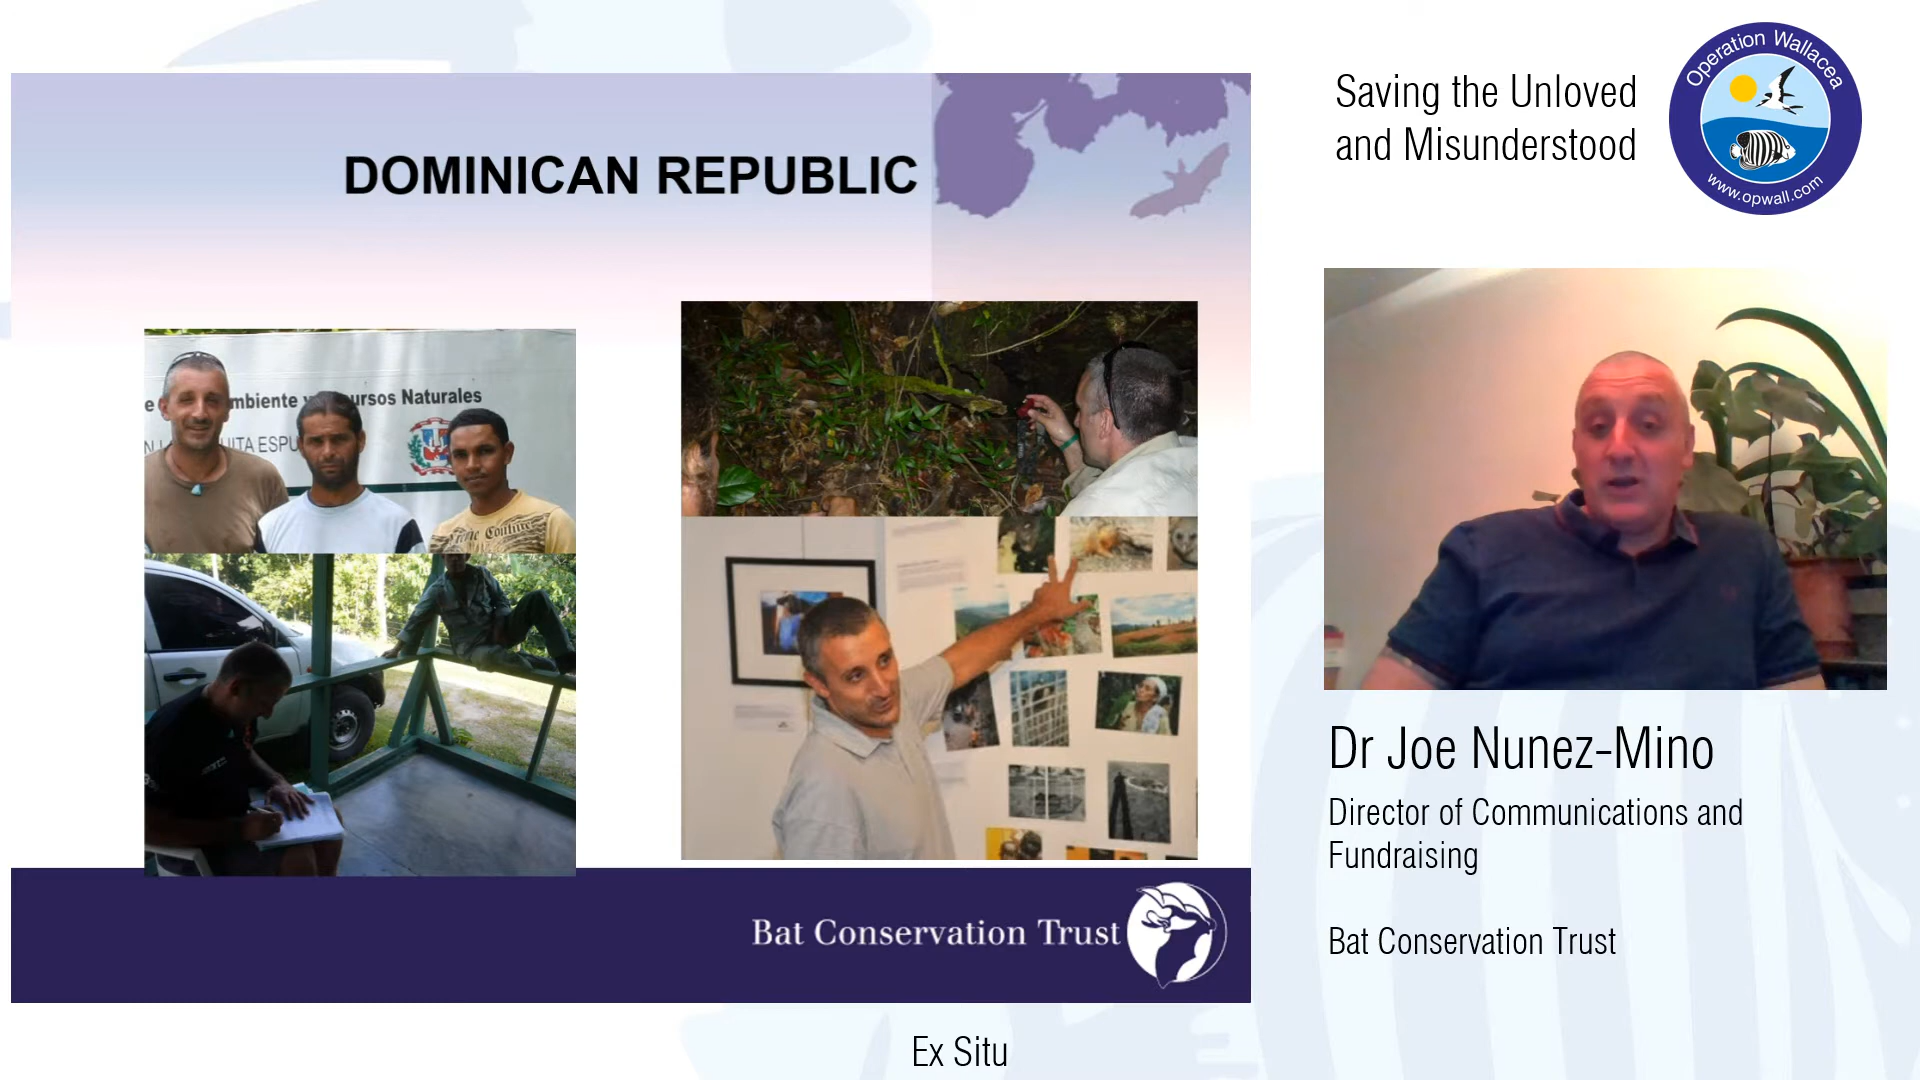 DOMINICAN REPUBLIC
Saving the Unloved
and Misunderstood
Operation Wallacea
www.opwall.com
ursos Naturales
Bat Conservation Trust
Dr Joe Nunez-Mino
Director of Communications and
Fundraising
Bat Conservation Trust
Ex Situ